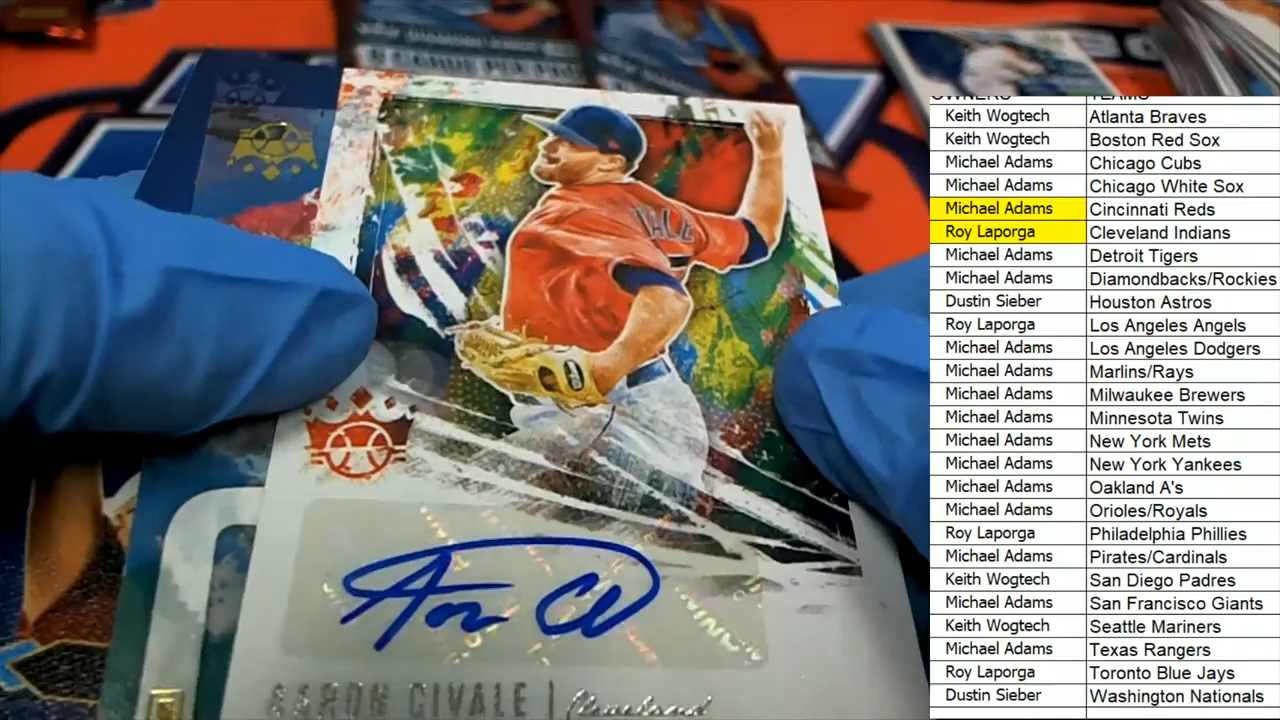 OWNERS TEAMS
Keith Wogtech Atlanta Braves
Keith Wogtech Boston Red Sox
Michael Adams Chicago Cubs
Michael Adams Chicago White Sox
Michael Adams Cincinnati Reds
Roy Laporga Cleveland Indians
Michael Adams Detroit Tigers
Michael Adams Diamondbacks/Rockies
Dustin Sieber Houston Astros
Roy Laporga Los Angeles Angels
Michael Adams Los Angeles Dodgers
Michael Adams Marlins/Rays
Michael Adams Milwaukee Brewers
Michael Adams Minnesota Twins
Michael Adams New York Mets
Michael Adams New York Yankees
Michael Adams Oakland A's
Michael Adams Orioles/Royals
Roy Laporga Philadelphia Phillies
Michael Adams Pirates/Cardinals
Keith Wogtech San Diego Padres
Michael Adams San Francisco Giants
Keith Wogtech Seattle Mariners
Michael Adams Texas Rangers
Roy Laporga Toronto Blue Jays
Dustin Sieber Washington Nationals
AARON CIVALE | Cleveland